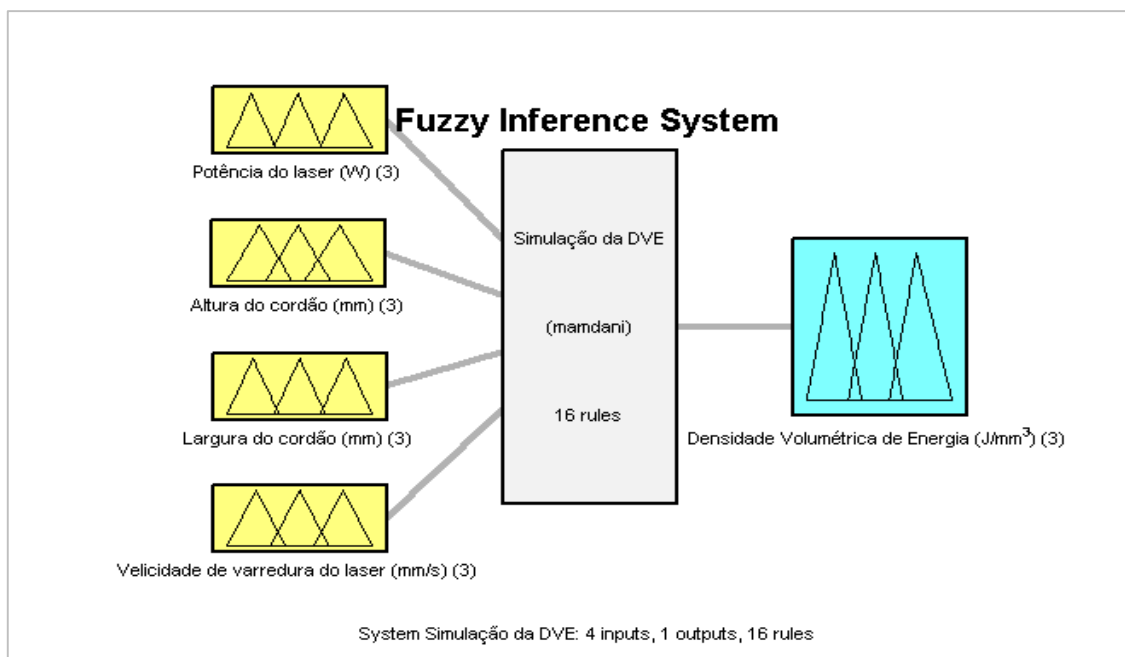 Fuzzy Inference System
Potência do laser (W) (3)
Altura do cordão (mm) (3)
Largura do cordão (mm) (3)
Velicidade de varredura do laser (mm/s) (3)
Simulação da DVE
(mamdani)
16 rules
Densidade Volumétrica de Energia (J/mm³) (3)
System Simulação da DVE: 4 inputs, 1 outputs, 16 rules